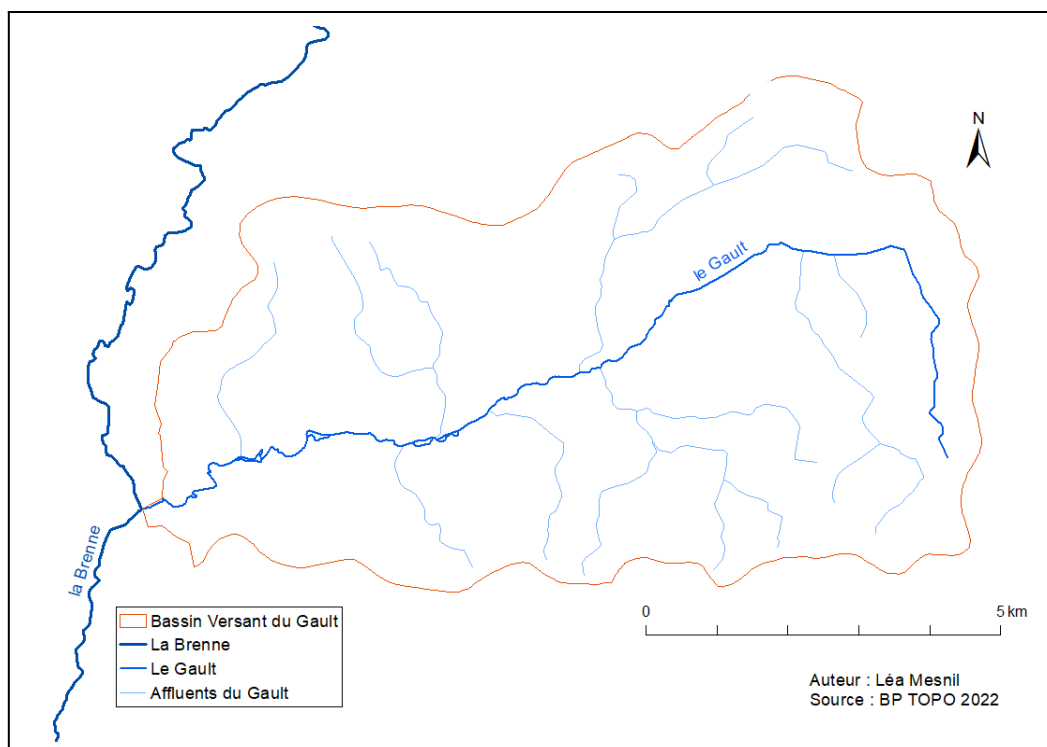 N
le Gault
la Brenne
Bassin Versant du Gault
La Brenne
Le Gault
Affluents du Gault
0 5 km
Auteur : Léa Mesnil
Source : BP TOPO 2022